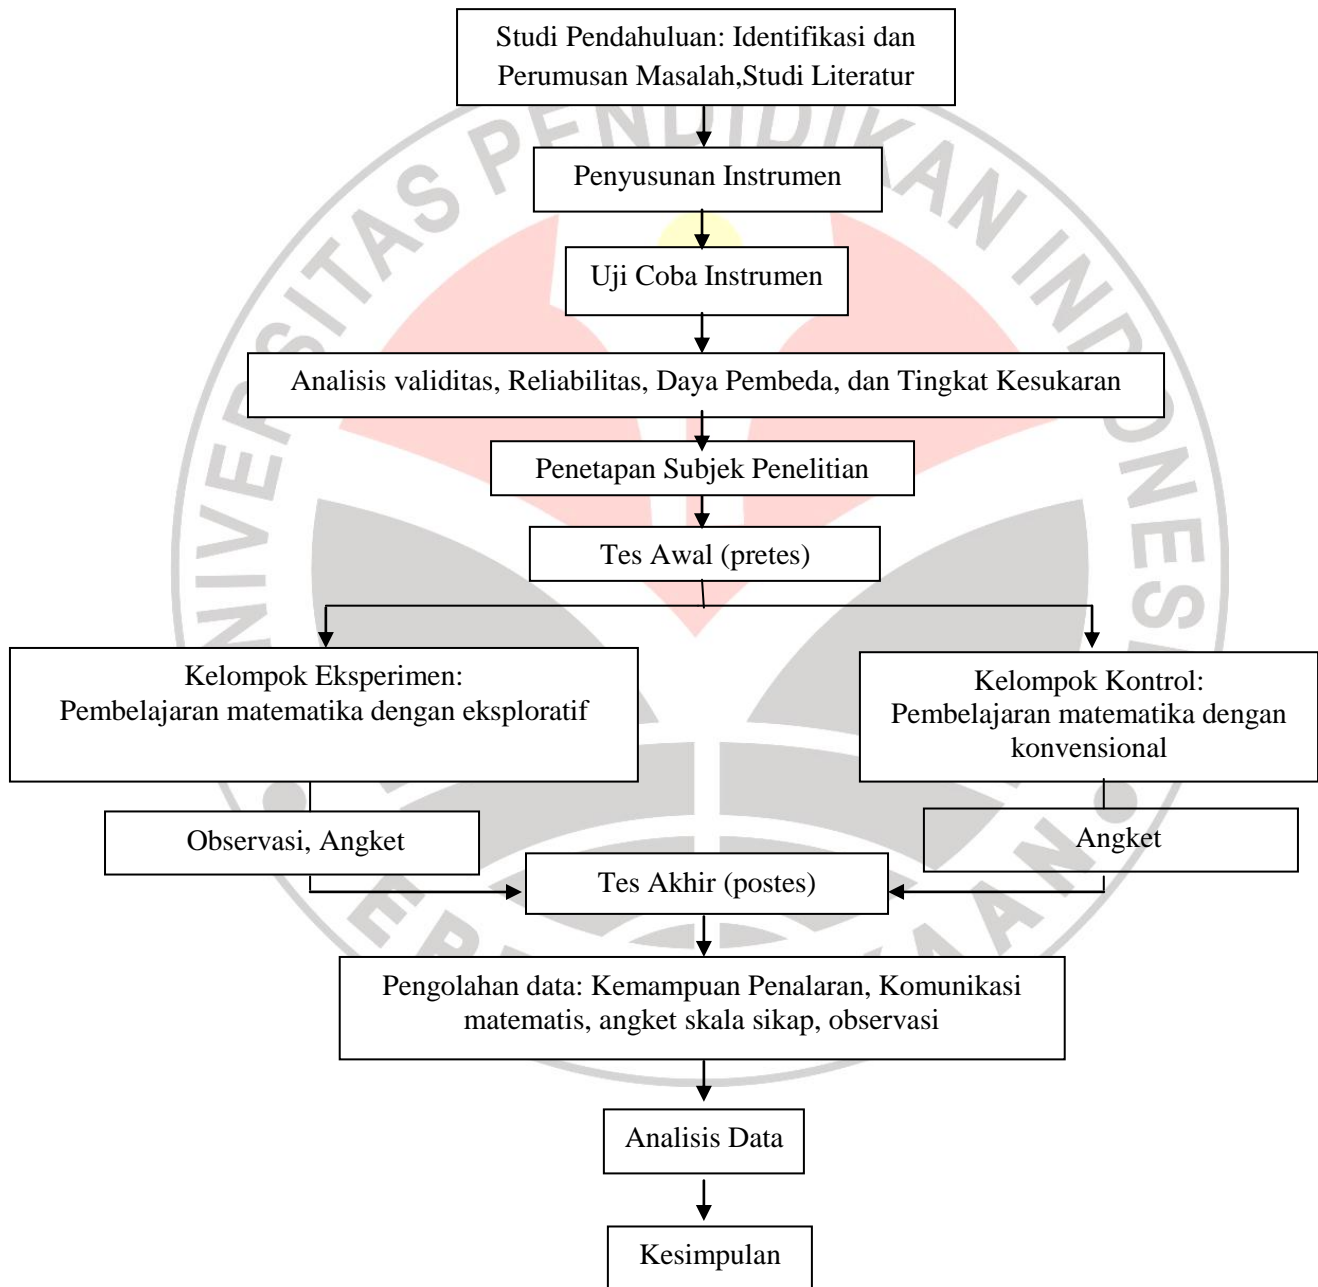 Studi Pendahuluan: Identifikasi dan
Perumusan Masalah,Studi Literatur
Penyusunan Instrumen
Uji Coba Instrumen
Analisis validitas, Reliabilitas, Daya Pembeda, dan Tingkat Kesukaran
Penetapan Subjek Penelitian
Tes Awal (pretes)
Kelompok Eksperimen:
Pembelajaran matematika dengan eksploratif
Kelompok Kontrol:
Pembelajaran matematika dengan
konvensional
Observasi, Angket
Angket
Tes Akhir (postes)
Pengolahan data: Kemampuan Penalaran, Komunikasi
matematis, angket skala sikap, observasi
Analisis Data
Kesimpulan
UNIVERSITAS PENDIDIKAN INDONESIA